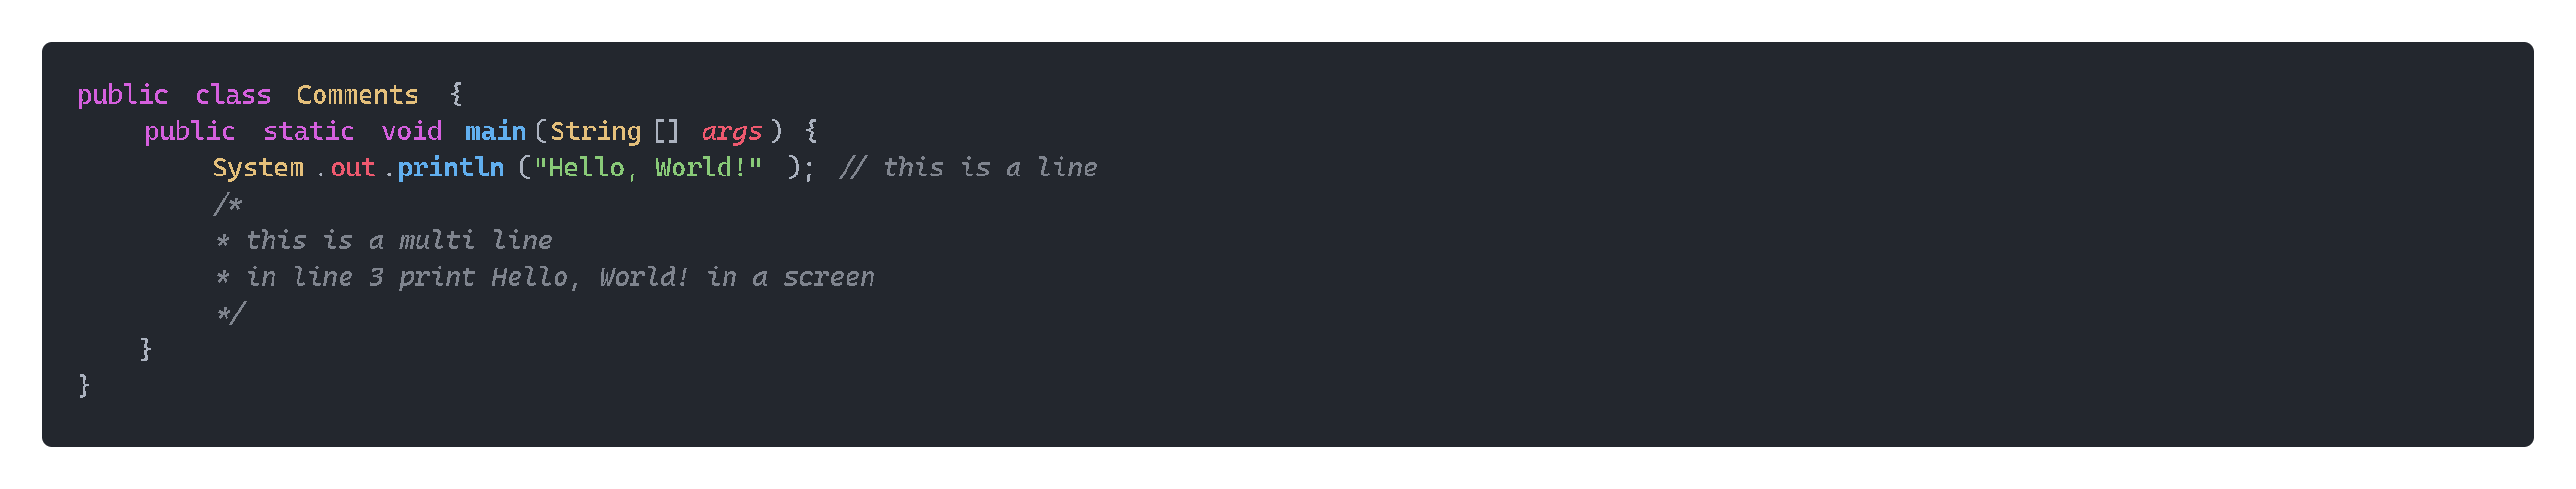 public class Comments {
    public static void main(String[] args) {
        System.out.println("Hello, World!"); // this is a line
        /*
        * this is a multi line
        * in line 3 print Hello, World! in a screen
        */
    }
}